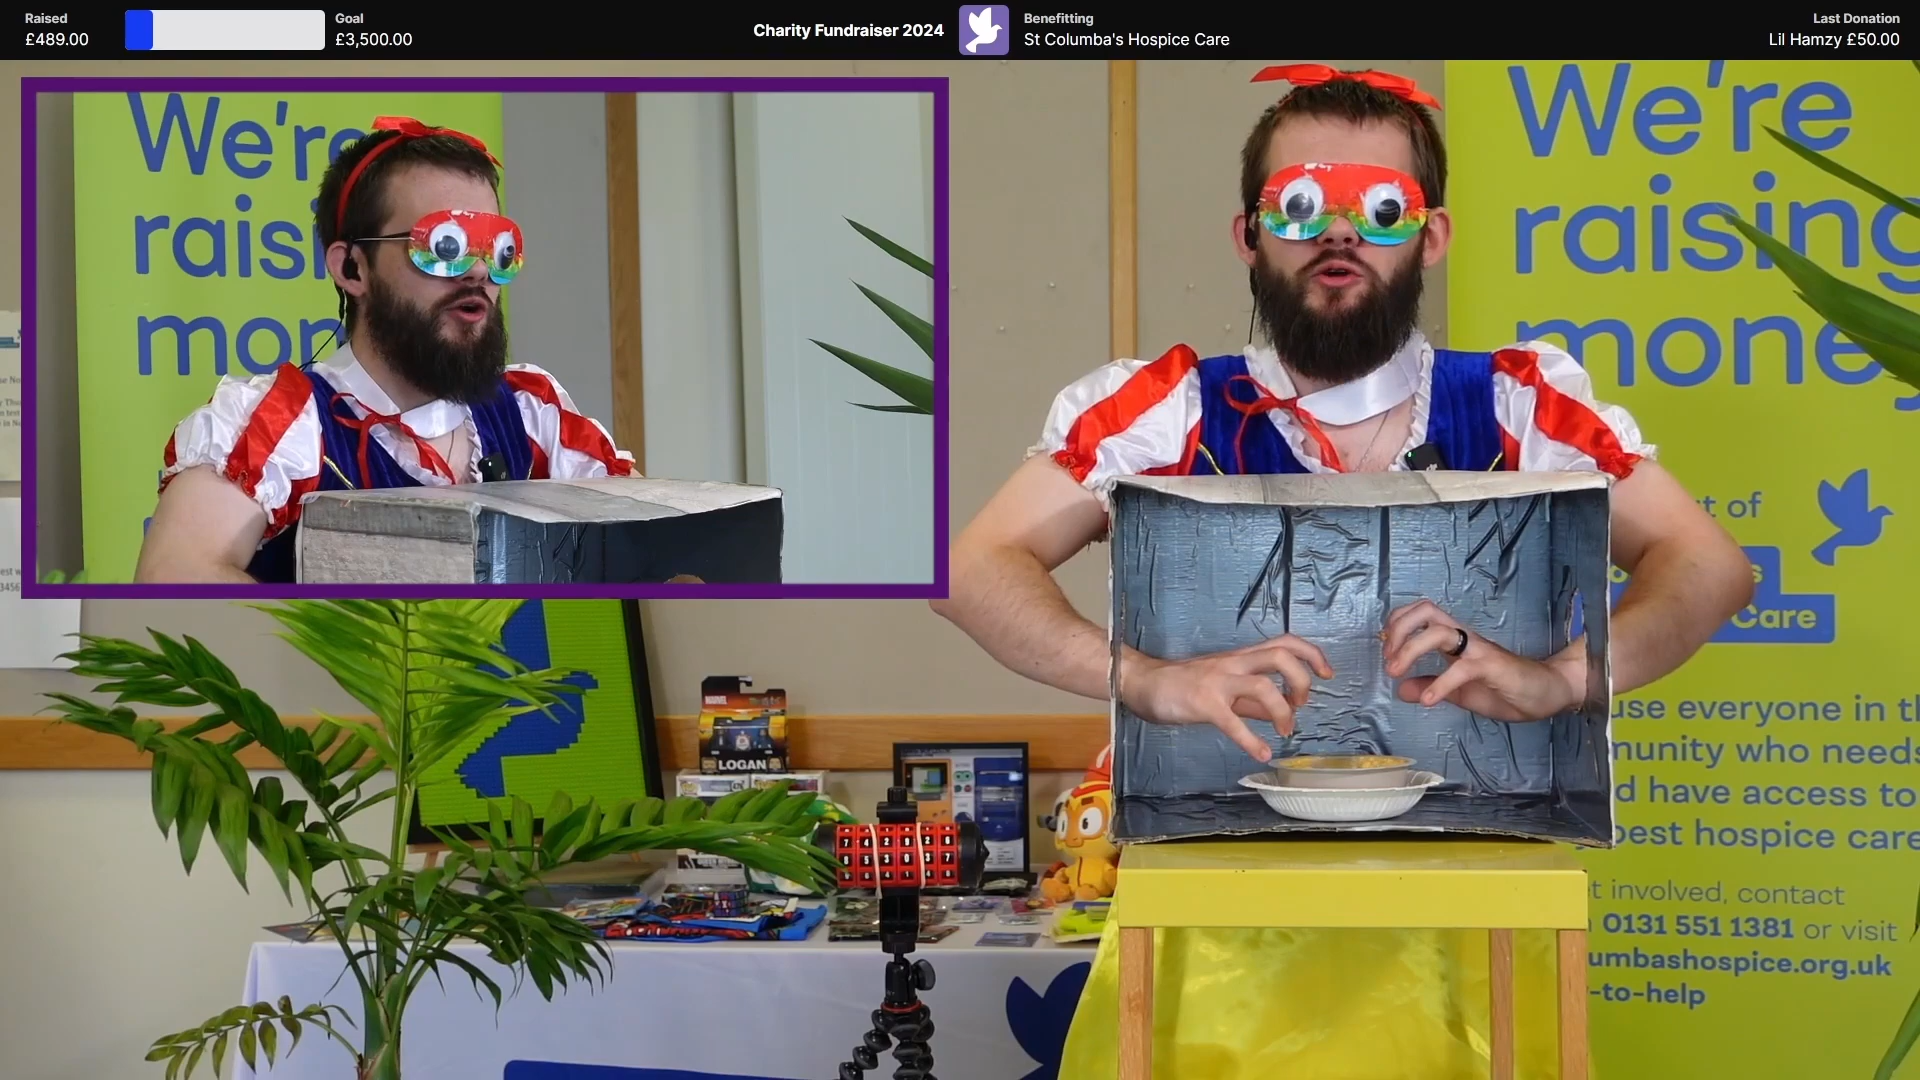 Raised
£489.00
Goal
£3,500.00
Charity Fundraiser 2024
Benefitting
St Columba's Hospice Care
Last Donation
Lil Hamzy £50.00
We're
raisi
mon
We're
raising
mone
t of
Care
use everyone in t
munity who needs
d have access to
best hospice care
t involved, contact
0131 551 1381 or visit
umbashospice.org.uk
-to-help
MARVEL
LOGAN